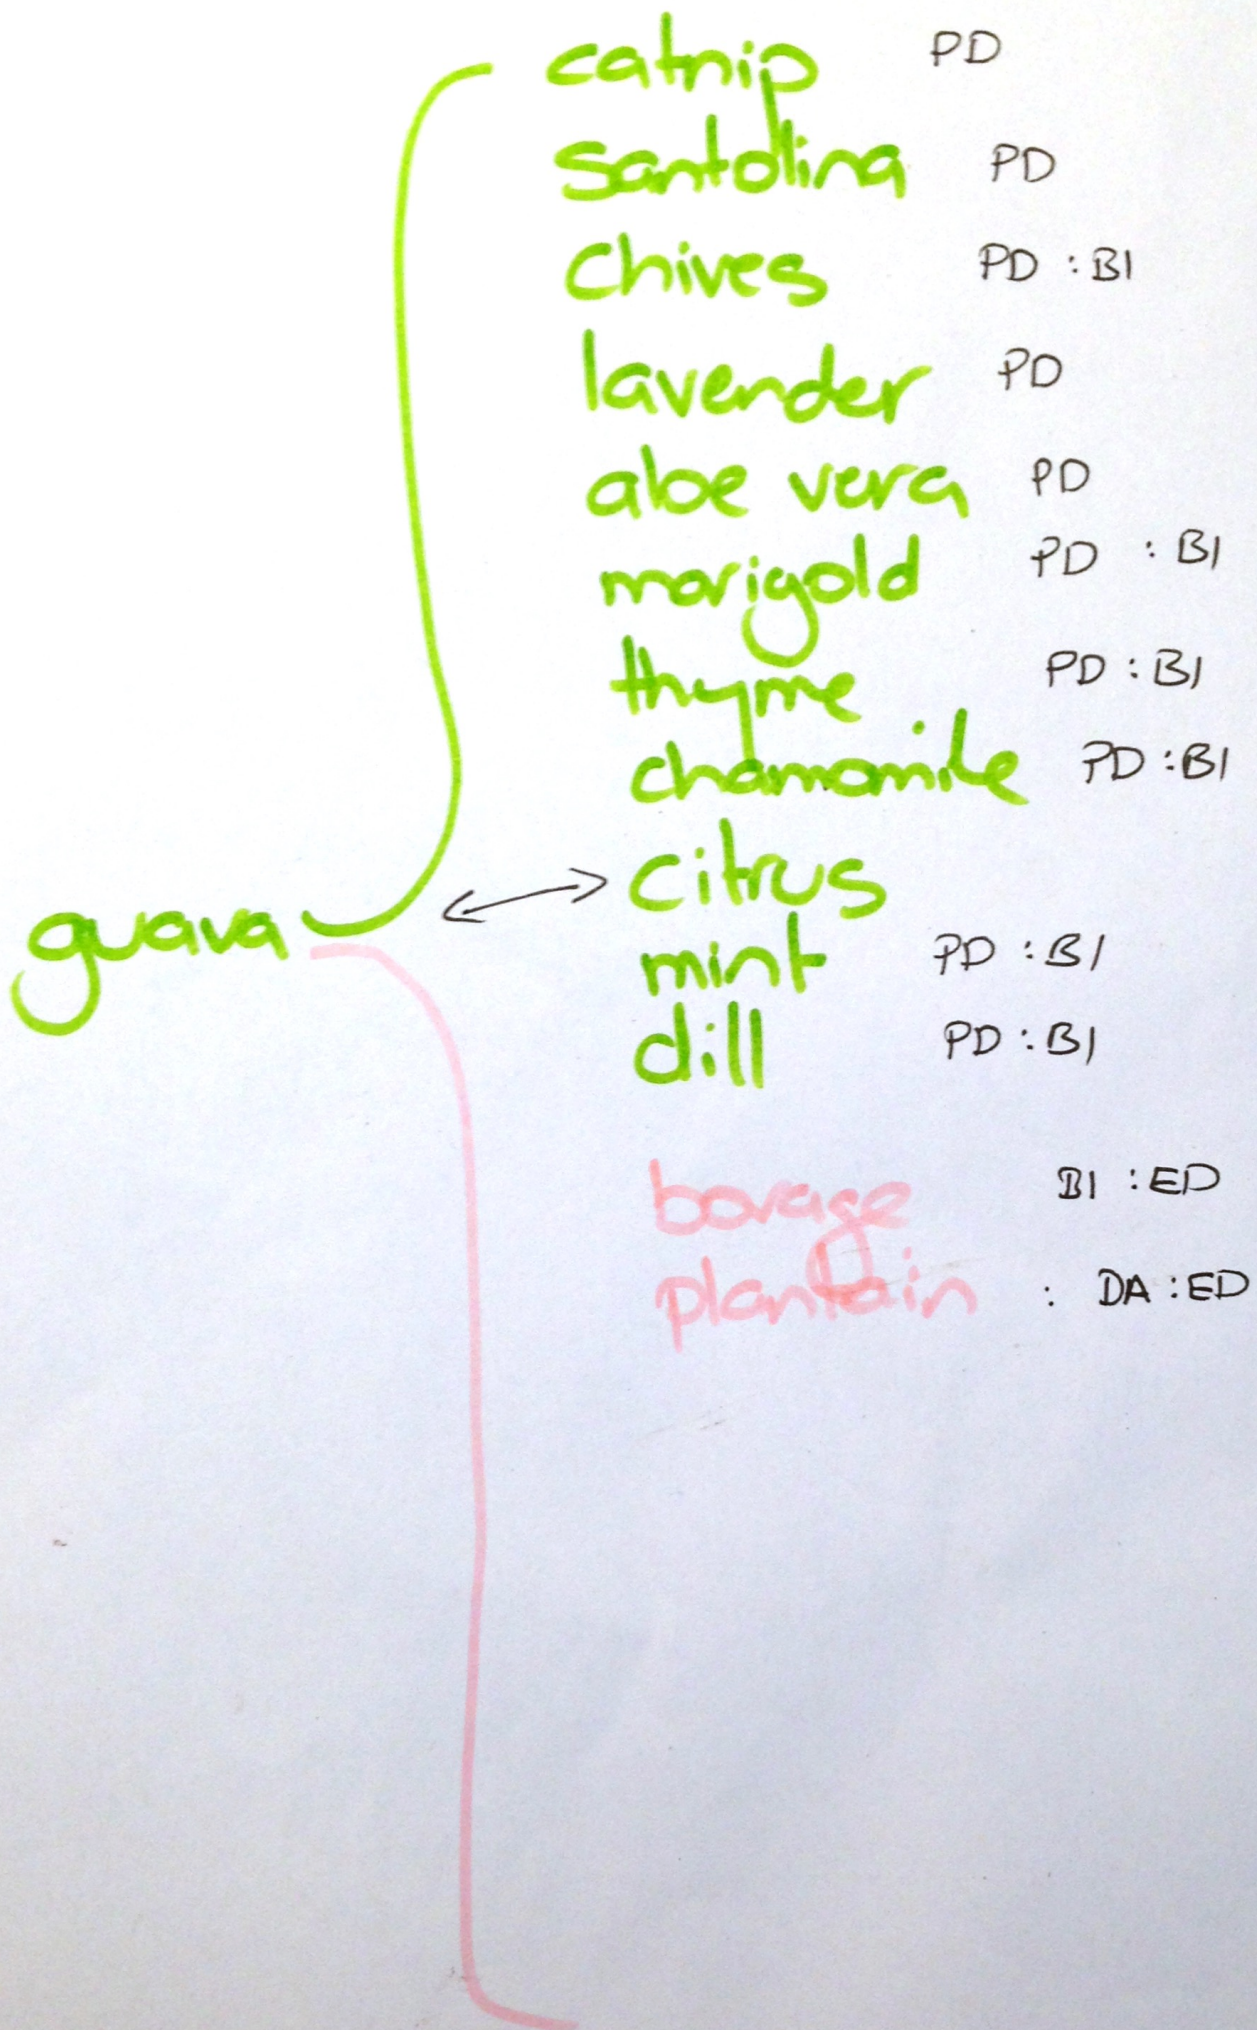 catnip PD
Santolina PD
Chives PD : BI
lavender PD
aloe vera PD
marigold PD : BI
thyme PD : BI
chamomile PD : BI
citrus
guava
mint PD : BI
dill PD : BI
borage BI : ED
plantain : DA : ED